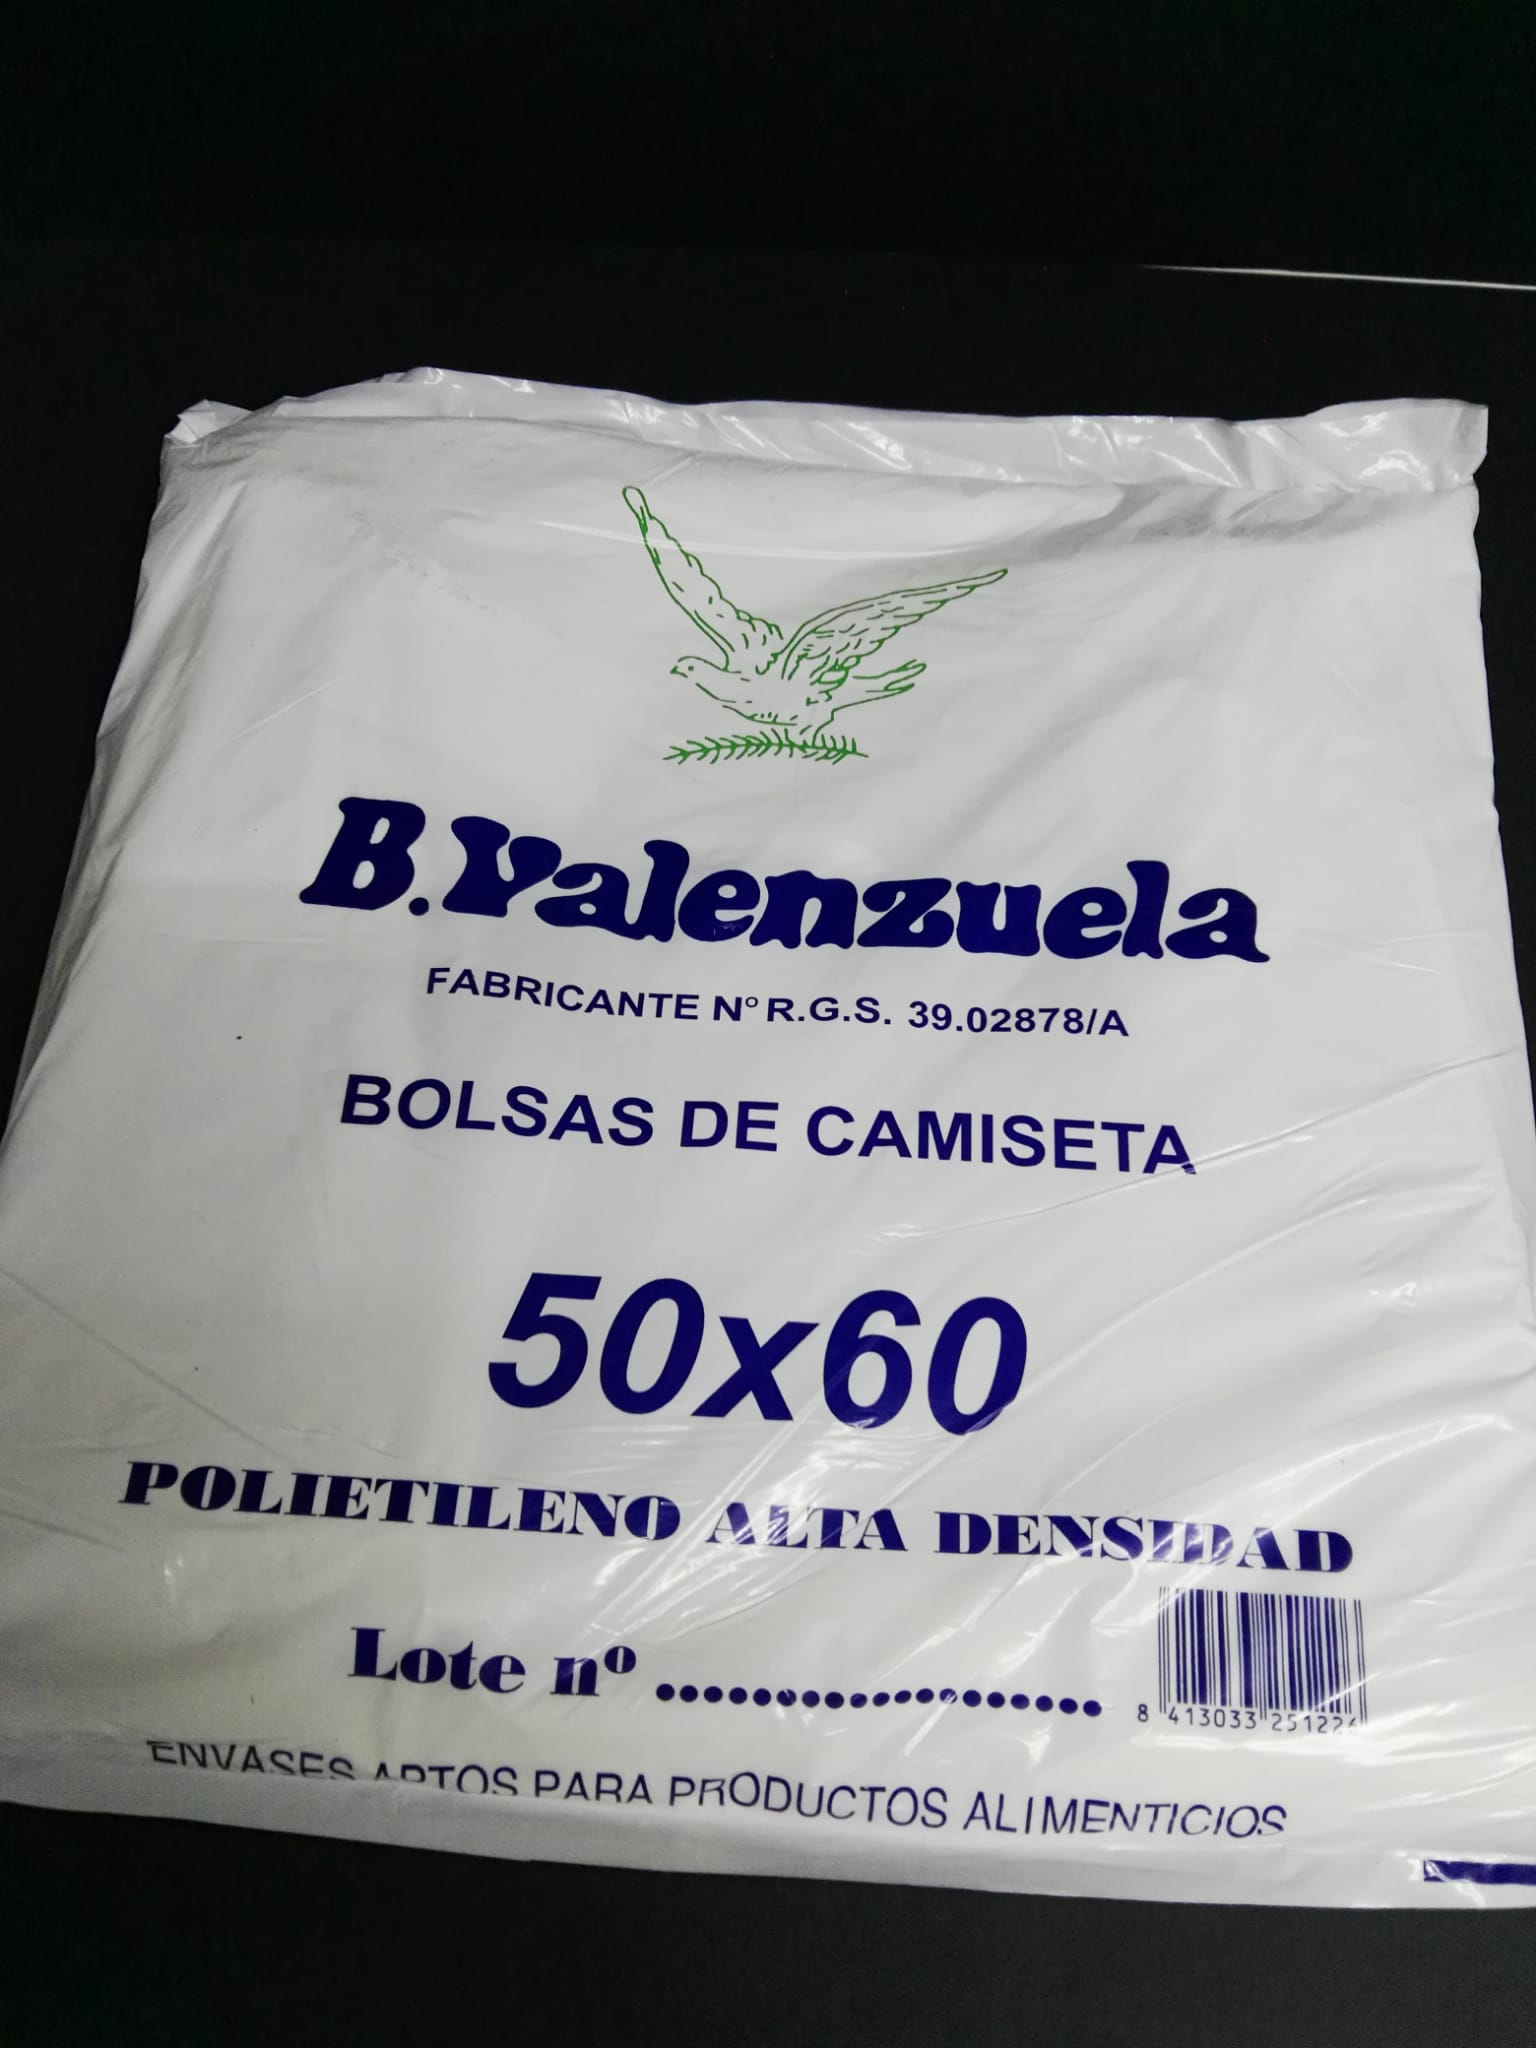 B.Valenzuela
FABRICANTE Nº R.G.S. 39.02878/A
BOLSAS DE CAMISETA
50x60
POLIETILENO ALTA DENSIDAD
Lote nº ...................
8 413033 251226
ENVASES APTOS PARA PRODUCTOS ALIMENTICIOS